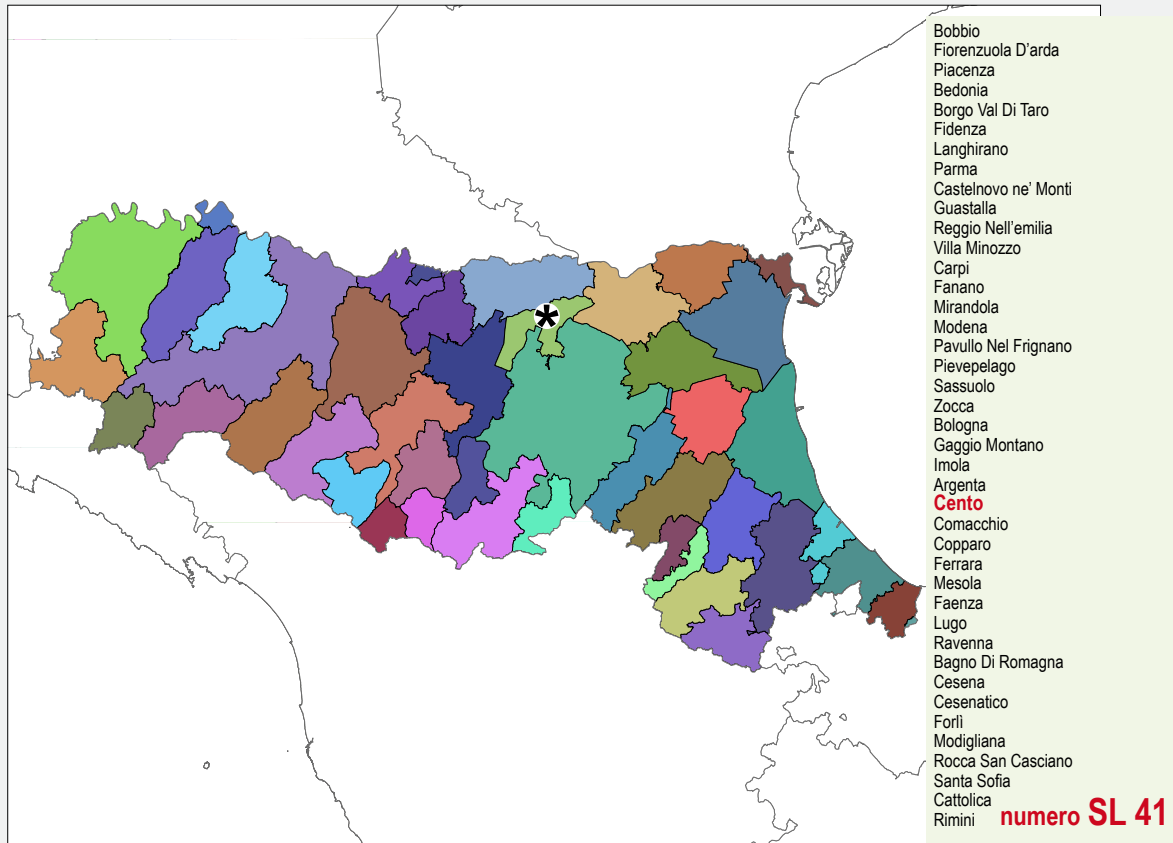 Bobbio
Fiorenzuola D'arda
Piacenza
Bedonia
Borgo Val Di Taro
Fidenza
Langhirano
Parma
Castelnovo ne' Monti
Guastalla
Reggio Nell'emilia
Villa Minozzo
Carpi
Fanano
Mirandola
Modena
Pavullo Nel Frignano
Pievepelago
Sassuolo
Zocca
Bologna
Gaggio Montano
Imola
Argenta
Cento
Comacchio
Copparo
Ferrara
Mesola
Faenza
Lugo
Ravenna
Bagno Di Romagna
Cesena
Cesenatico
Forlì
Modigliana
Rocca San Casciano
Santa Sofia
Cattolica
Rimini
numero SL 41
*